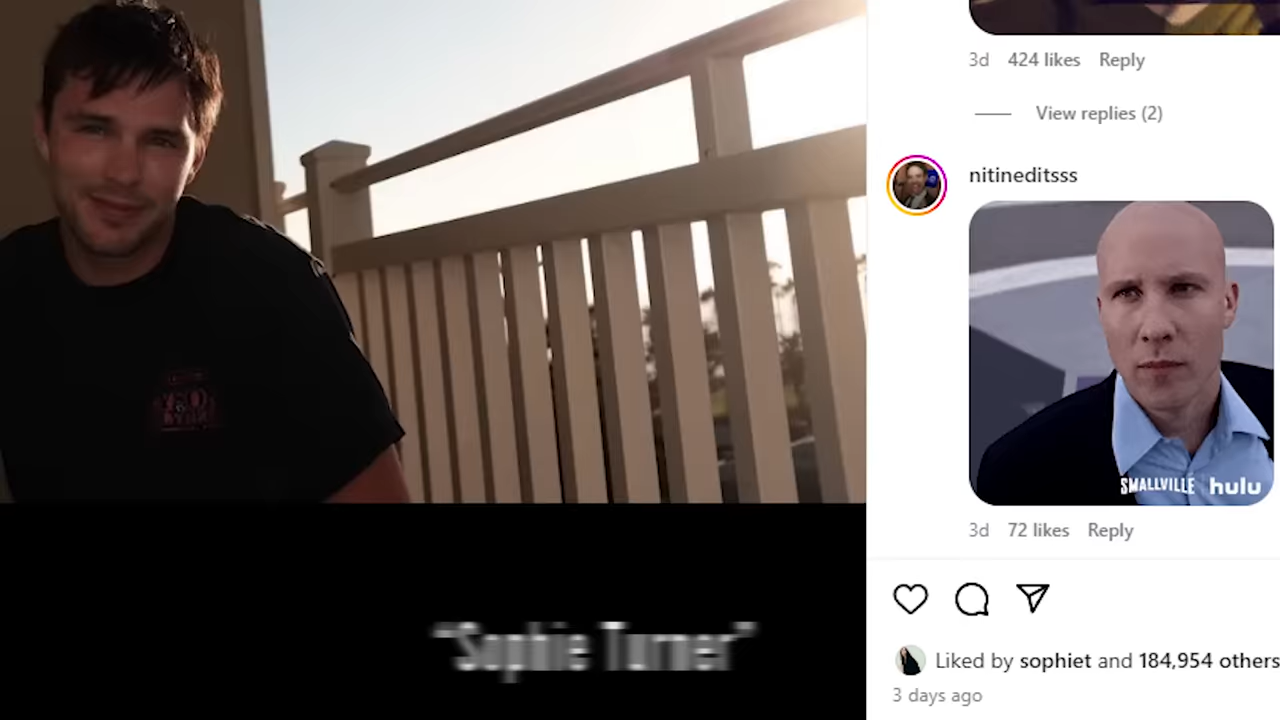 3d 424 likes Reply
View replies (2)
nitineditsss
SMALLVILLE hulu
3d 72 likes Reply
"Sophie Turner"
Liked by sophiet and 184,954 others
3 days ago